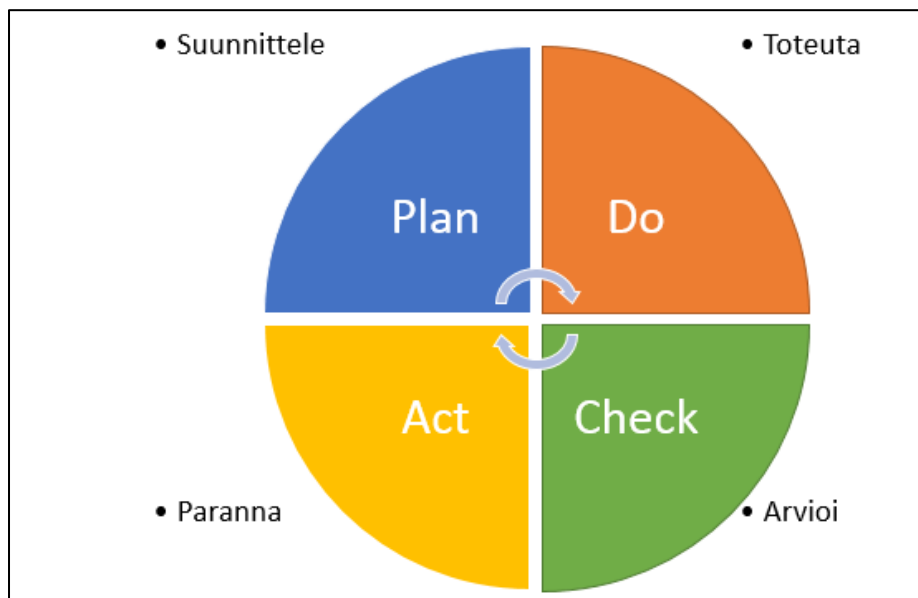 • Suunnittele
• Toteuta
Plan
Do
Act
Check
• Paranna
• Arvioi